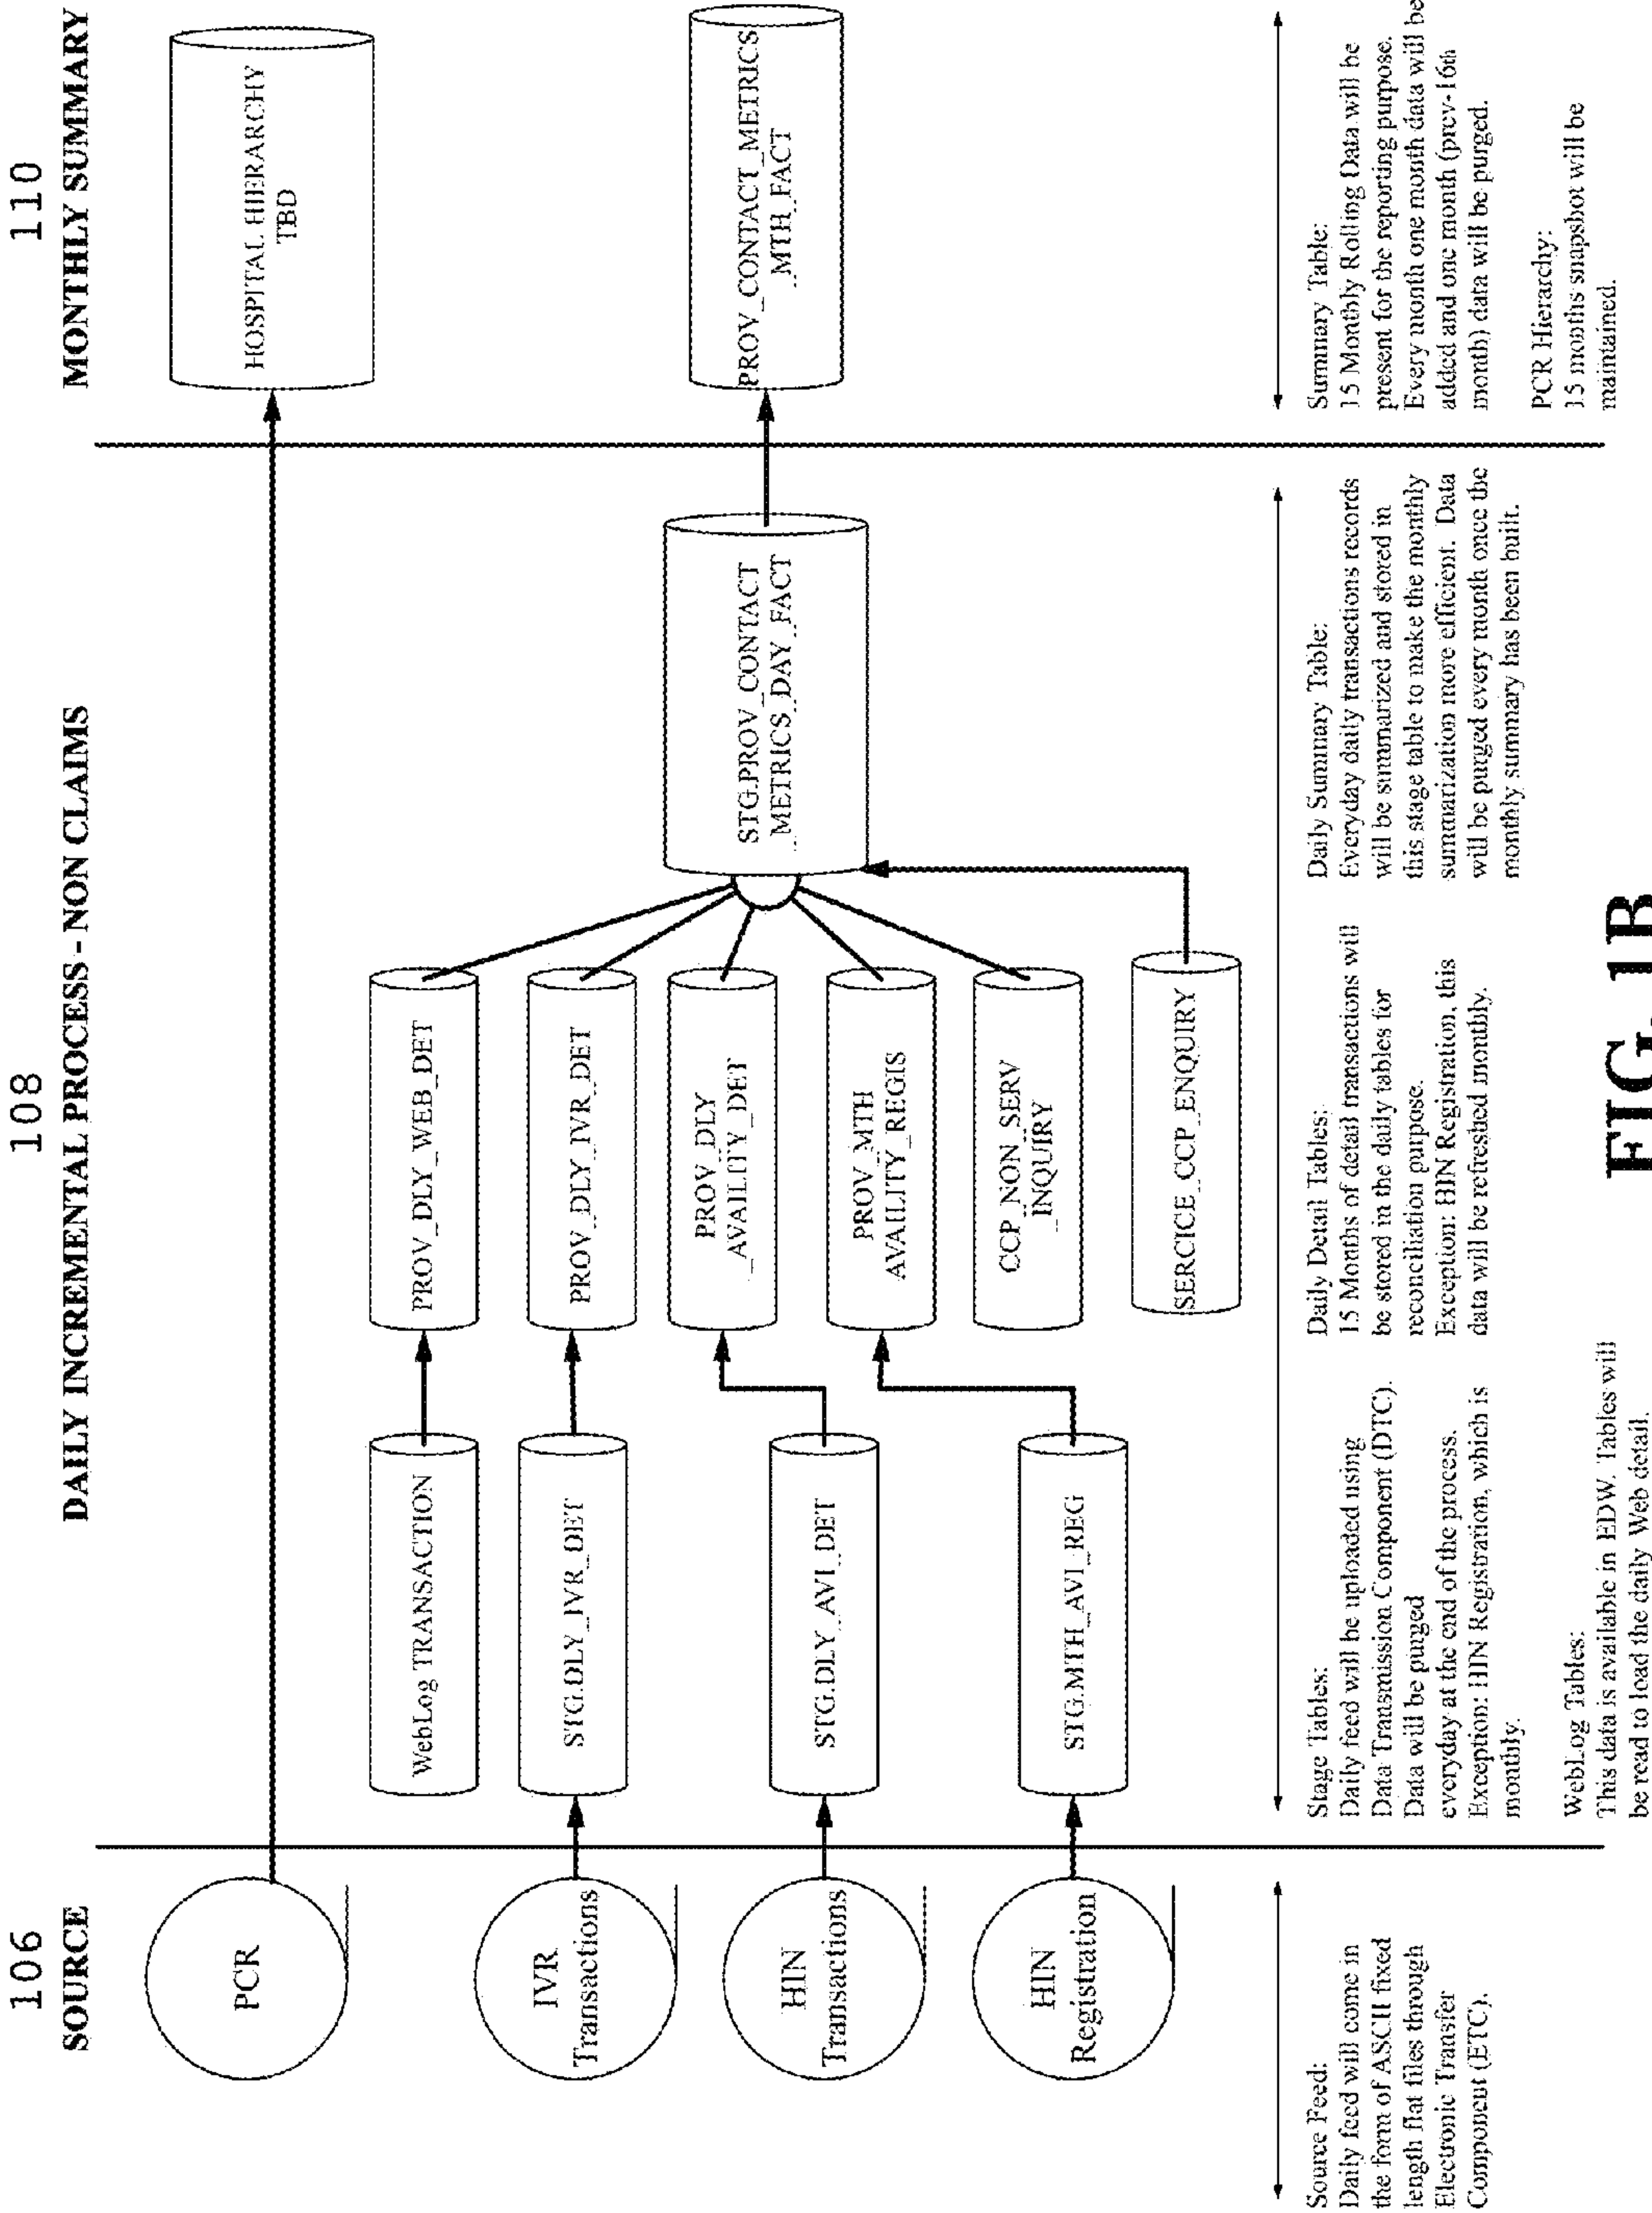 106
SOURCE
108
DAILY INCREMENTAL PROCESS - NON CLAIMS
110
MONTHLY SUMMARY
PCR
HOSPITAL HIERARCHY
TBD
IVR
Transactions
HIN
Transactions
HIN
Registration
WebLog TRANSACTION
STG.DLY_IVR_DET
STG.DLY_AVI_DET
STG.MTH_AVI_REG
PROV_DLY_WEB_DET
PROV_DLY_IVR_DET
PROV_DLY
_AVAILITY_DET
PROV_MTH
AVAILITY_REGIS
CCP_NON_SERV
_INQUIRY
SERCICE_CCP_ENQUIRY
STG.PROV_CONTACT
_METRICS_DAY_FACT
PROV_CONTACT_METRICS
_MTH_FACT
Source Feed:
Daily feed will come in
the form of ASCII fixed
length flat files through
Electronic Transfer
Component (ETC).
Stage Tables:
Daily feed will be uploaded using
Data Transmission Component (DTC).
Data will be purged
everyday at the end of the process.
Exception: HIN Registration, which is
monthly.
WebLog Tables:
This data is available in EDW. Tables will
be read to load the daily Web detail.
Daily Detail Tables:
15 Months of detail transactions will
be stored in the daily tables for
reconciliation purpose.
Exception: HIN Registration, this
data will be refreshed monthly.
Daily Summary Table:
Everyday daily transactions records
will be summarized and stored in
this stage table to make the monthly
summarization more efficient. Data
will be purged every month once the
monthly summary has been built.
Summary Table:
15 Monthly Rolling Data will be
present for the reporting purpose.
Every month one month data will be
added and one month (prev-16th
month) data will be purged.
PCR Hierarchy:
15 months snapshot will be
maintained.
FIG. 1B